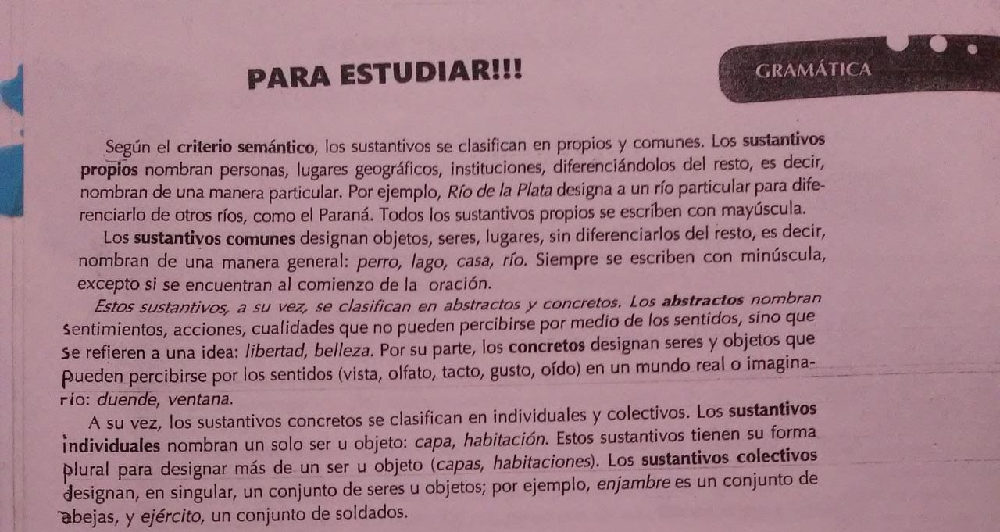 PARA ESTUDIAR!!!
GRAMÁTICA
Según el criterio semántico, los sustantivos se clasifican en propios y comunes. Los sustantivos
propios nombran personas, lugares geográficos, instituciones, diferenciándolos del resto, es decir,
nombran de una manera particular. Por ejemplo, Río de la Plata designa a un río particular para dife-
renciarlo de otros ríos, como el Paraná. Todos los sustantivos propios se escriben con mayúscula.
Los sustantivos comunes designan objetos, seres, lugares, sin diferenciarlos del resto, es decir,
nombran de una manera general: perro, lago, casa, río. Siempre se escriben con minúscula,
excepto si se encuentran al comienzo de la oración.
Estos sustantivos, a su vez, se clasifican en abstractos y concretos. Los abstractos nombran
sentimientos, acciones, cualidades que no pueden percibirse por medio de los sentidos, sino que
se refieren a una idea: libertad, belleza. Por su parte, los concretos designan seres y objetos que
pueden percibirse por los sentidos (vista, olfato, tacto, gusto, oído) en un mundo real o imagina-
rio: duende, ventana.
A su vez, los sustantivos concretos se clasifican en individuales y colectivos. Los sustantivos
individuales nombran un solo ser u objeto: capa, habitación. Estos sustantivos tienen su forma
plural para designar más de un ser u objeto (capas, habitaciones). Los sustantivos colectivos
designan, en singular, un conjunto de seres u objetos; por ejemplo, enjambre es un conjunto de
abejas, y ejército, un conjunto de soldados.